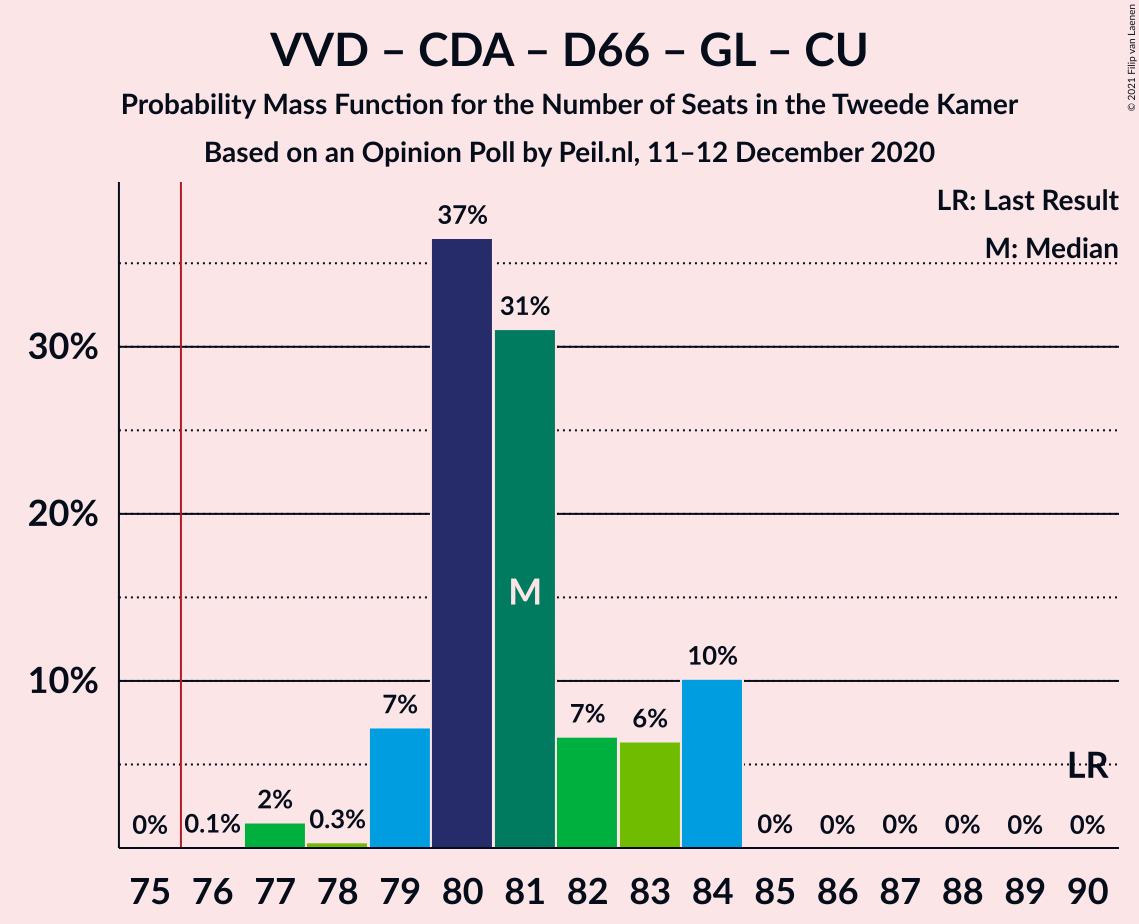 VVD – CDA – D66 – GL – CU
Probability Mass Function for the Number of Seats in the Tweede Kamer
Based on an Opinion Poll by Peil.nl, 11–12 December 2020
© 2021 Filip van Laenen
LR: Last Result
M: Median
37%
31%
30%
20%
M
10%
10%
7%
7%
6%
LR
2%
0.3%
0%
0.1%
0%
0%
0%
0%
0%
0%
75 76 77 78 79 80 81 82 83 84 85 86 87 88 89 90